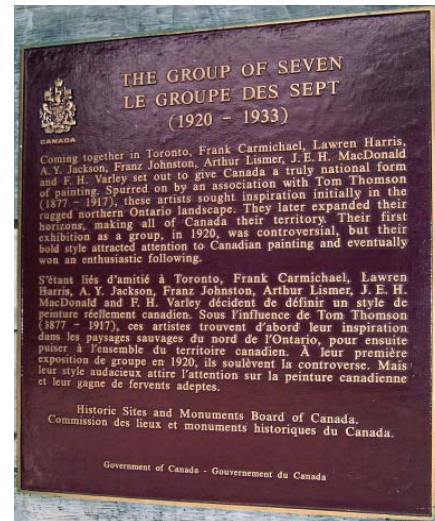 THE GROUP OF SEVEN
LE GROUPE DES SEPT
(1920 - 1933)
CANADA
Coming together in Toronto, Frank Carmichael, Lawren Harris,
A. Y. Jackson, Franz Johnston, Arthur Lismer, J. E. H. MacDonald
and F. H. Varley set out to give Canada a truly national form
of painting. Spurred on by an association with Tom Thomson
(1877 - 1917), these artists sought inspiration initially in the
rugged northern Ontario landscape. They later expanded their
horizons, making all of Canada their territory. Their first
exhibition as a group, in 1920, was controversial, but their
bold style attracted attention to Canadian painting and eventually
won an enthusiastic following.
S'étant liés d'amitié à Toronto, Frank Carmichael, Lawren
Harris, A. Y. Jackson, Franz Johnston, Arthur Lismer, J. E. H.
MacDonald and F. H. Varley décident de définir un style de
peinture réellement canadien. Sous l'influence de Tom Thomson
(1877 - 1917), ces artistes trouvent d'abord leur inspiration
dans les paysages sauvages du nord de l'Ontario, pour ensuite
puiser à l'ensemble du territoire canadien. À leur première
exposition de groupe en 1920, ils soulèvent la controverse. Mais
leur style audacieux attire l'attention sur la peinture canadienne
et leur gagne de fervents adeptes.
Historic Sites and Monuments Board of Canada.
Commission des lieux et monuments historiques du Canada.
Government of Canada - Gouvernement du Canada